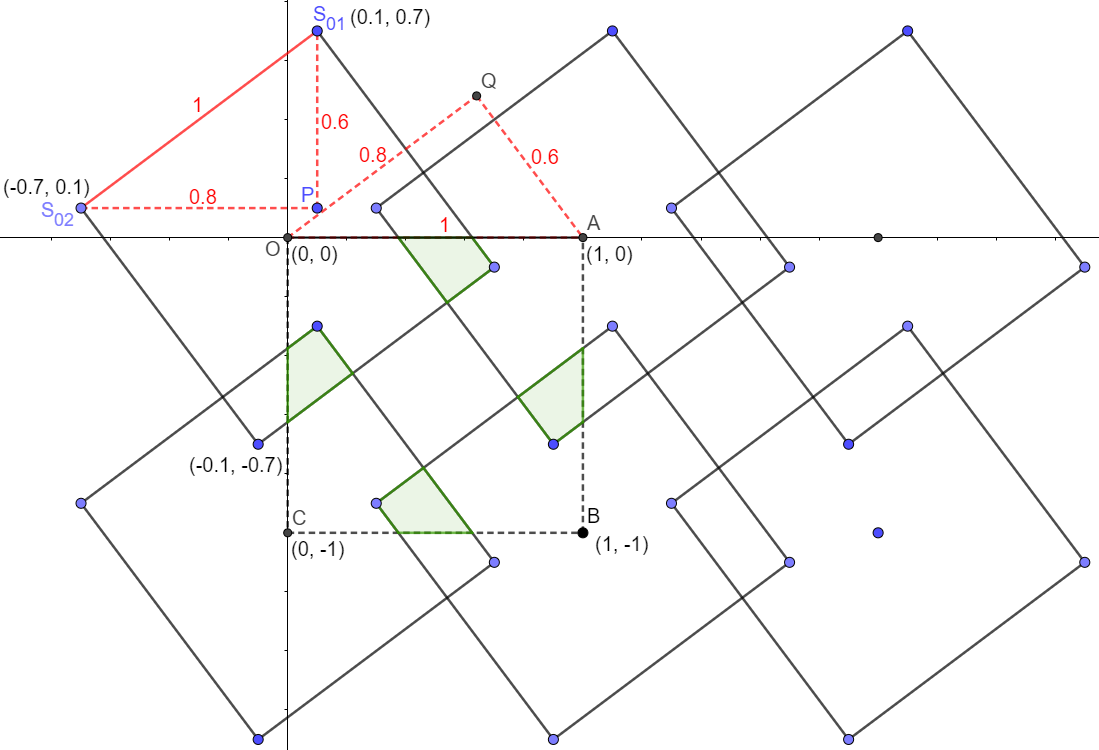 S01 (0.1, 0.7)
Q
1
0.6
0.8
0.6
(-0.7, 0.1)
S02
0.8
P
1
A
O
(0, 0)
(1, 0)
(-0.1, -0.7)
C
B
(0, -1)
(1, -1)